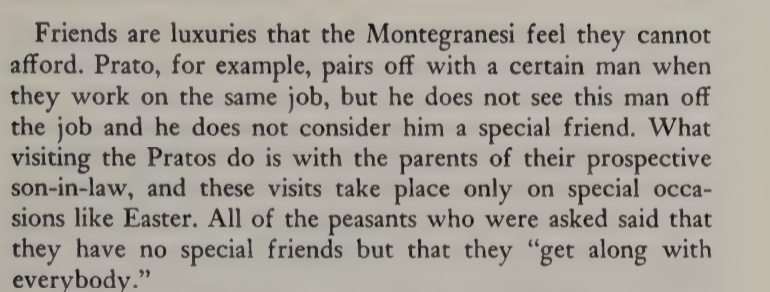 Friends are luxuries that the Montegranesi feel they cannot
afford. Prato, for example, pairs off with a certain man when
they work on the same job, but he does not see this man off
the job and he does not consider him a special friend. What
visiting the Pratos do is with the parents of their prospective
son-in-law, and these visits take place only on special occa-
sions like Easter. All of the peasants who were asked said that
they have no special friends but that they “get along with
everybody.”